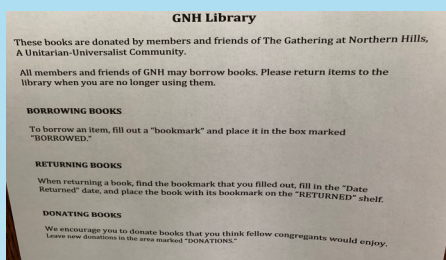 GNH Library
These books are donated by members and friends of The Gathering at Northern Hills,
A Unitarian-Universalist Community.
All members and friends of GNH may borrow books. Please return items to the
library when you are no longer using them.
BORROWING BOOKS
To borrow an item, fill out a "bookmark" and place it in the box marked
"BORROWED."
RETURNING BOOKS
When returning a book, find the bookmark that you filled out, fill in the "Date
Returned" date, and place the book with its bookmark on the "RETURNED" shelf.
DONATING BOOKS
We encourage you to donate books that you think fellow congregants would enjoy.
Leave new donations in the area marked "DONATIONS."